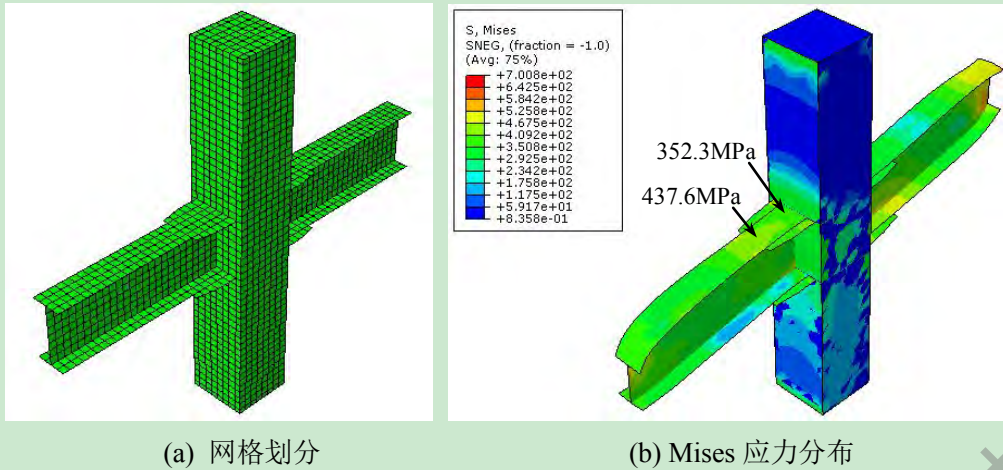 S, Mises
SNEG, (fraction = -1.0)
(Avg: 75%)
+7.008e+02
+6.425e+02
+5.842e+02
+5.258e+02
+4.675e+02
+4.092e+02
+3.508e+02
+2.925e+02
+2.342e+02
+1.758e+02
+1.175e+02
+5.917e+01
+8.358e-01
352.3MPa
437.6MPa
(a) 网格划分
(b) Mises 应力分布